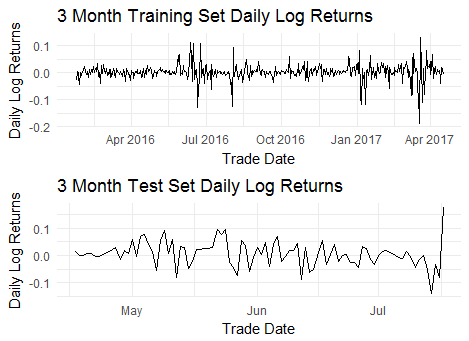 3 Month Training Set Daily Log Returns
Daily Log Returns
0.1
0.0
-0.1
-0.2
Apr 2016 Jul 2016 Oct 2016 Jan 2017 Apr 2017
Trade Date
3 Month Test Set Daily Log Returns
Daily Log Returns
0.1
0.0
-0.1
May Jun Jul
Trade Date